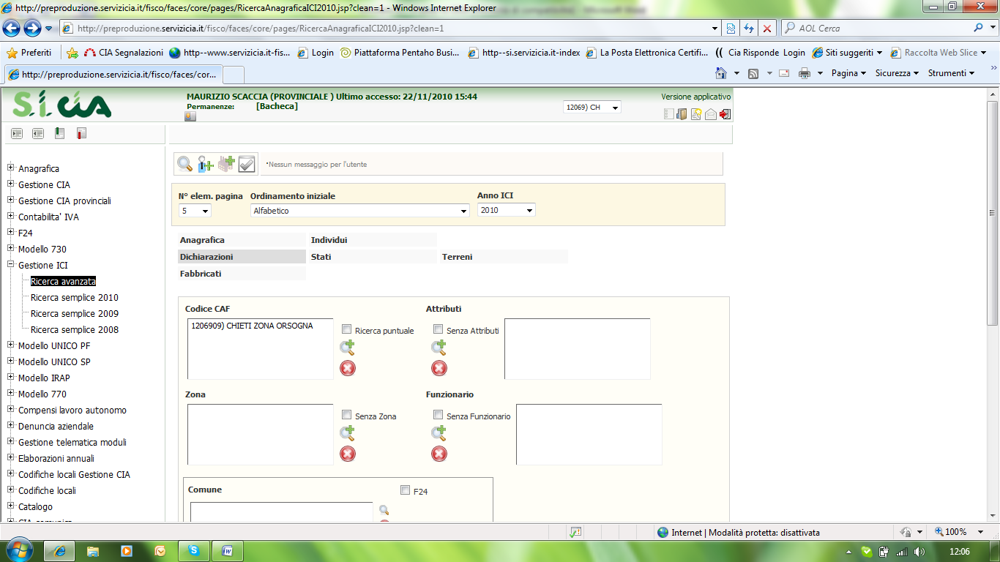 http://preproduzione.servizicia.it/fisco/faces/core/pages/RicercaAnagraficaICI2010.jsp?clean=1 - Windows Internet Explorer
http://preproduzione.servizicia.it/fisco/faces/core/pages/RicercaAnagraficaICI2010.jsp?clean=1
AOL Cerca
Preferiti
CIA Segnalazioni
http--www.servizicia.it-fis...
Login
Piattaforma Pentaho Busi...
http--si.servizicia.it-index
La Posta Elettronica Certifi...
Cia Risponde Login
Siti suggeriti
Raccolta Web Slice
http://preproduzione.servizicia.it/fisco/faces/cor...
Pagina
Sicurezza
Strumenti
S.I. CIA
MAURIZIO SCACCIA (PROVINCIALE ) Ultimo accesso: 22/11/2010 15:44
Permanenze:
[Bacheca]
12069) CH
Versione applicativo
Anagrafica
Gestione CIA
Gestione CIA provinciali
Contabilita' IVA
F24
Modello 730
Gestione ICI
Ricerca avanzata
Ricerca semplice 2010
Ricerca semplice 2009
Ricerca semplice 2008
Modello UNICO PF
Modello UNICO SP
Modello IRAP
Modello 770
Compensi lavoro autonomo
Denuncia aziendale
Gestione telematica moduli
Elaborazioni annuali
Codifiche locali Gestione CIA
Codifiche locali
Catalogo
•Nessun messaggio per l'utente
N° elem. pagina
Ordinamento iniziale
Anno ICI
5
Alfabetico
2010
Anagrafica
Individui
Dichiarazioni
Stati
Terreni
Fabbricati
Codice CAF
Attributi
1206909) CHIETI ZONA ORSOGNA
Ricerca puntuale
Senza Attributi
Zona
Funzionario
Senza Zona
Senza Funzionario
Comune
F24
Internet | Modalità protetta: disattivata
100%
12:06